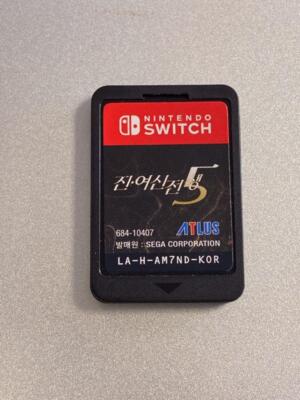 NINTENDO
SWITCH
진·여신전생5
684-10407
ATLUS
발매원 : SEGA CORPORATION
LA-H-AM7ND-KOR